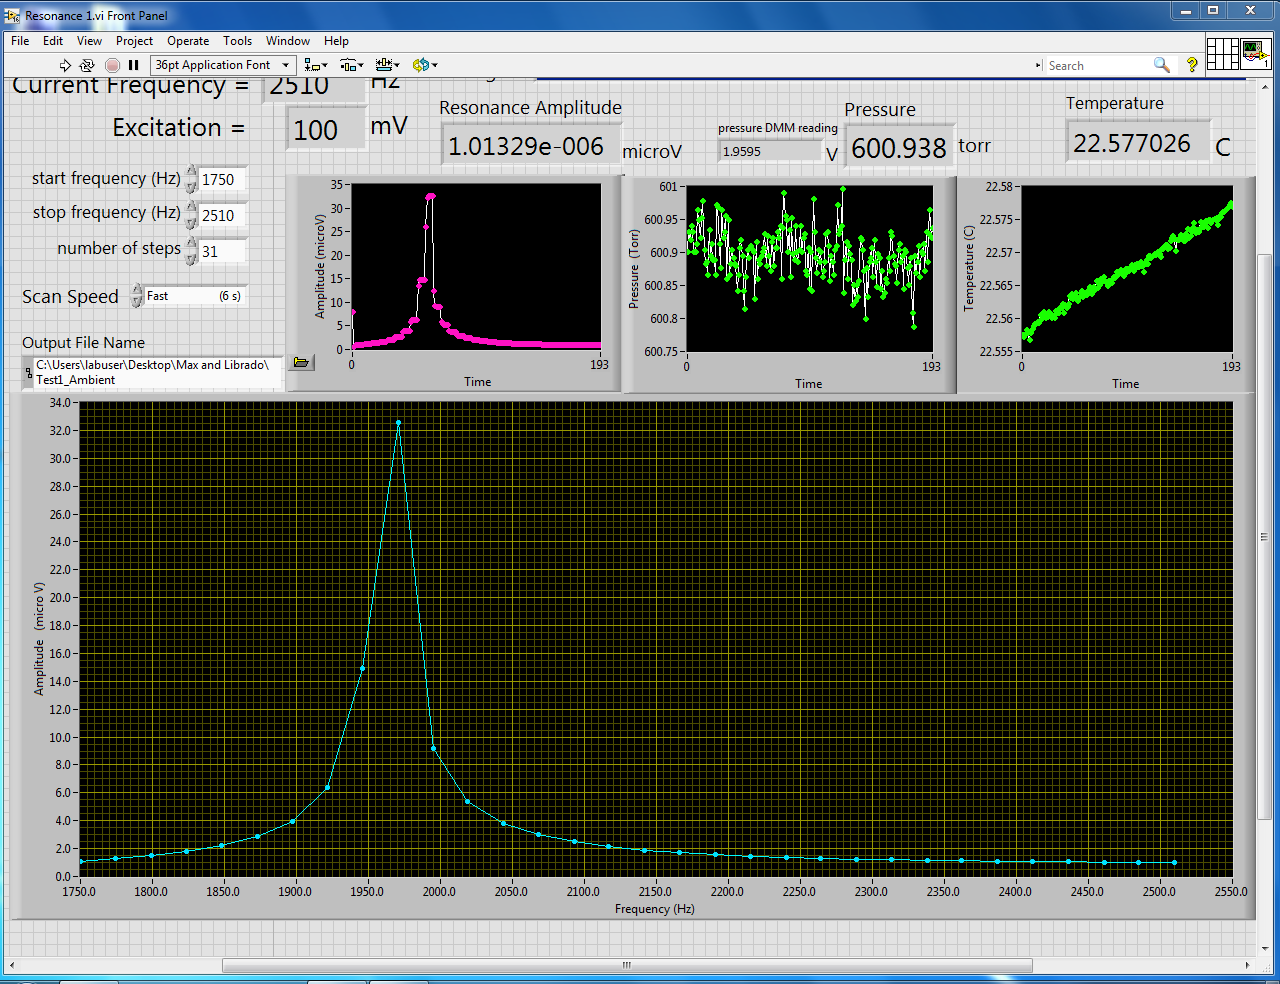 Resonance 1.vi Front Panel
File Edit View Project Operate Tools Window Help
36pt Application Font
Search
Current Frequency = 2510 Hz
Excitation = 100 mV
Resonance Amplitude
1.01329e-006 microV
pressure DMM reading
1.9595 V
Pressure
600.938 torr
Temperature
22.577026 C
start frequency (Hz) 1750
stop frequency (Hz) 2510
number of steps 31
Scan Speed Fast (6 s)
Output File Name
C:\Users\labuser\Desktop\Max and Librado\
Test1_Ambient
Amplitude (microV)
35
30
25
20
15
10
5
0
0 193
Time
Pressure (Torr)
601
600.95
600.9
600.85
600.8
600.75
0 193
Time
Temperature (C)
22.58
22.575
22.57
22.565
22.56
22.555
0 193
Time
Amplitude (micro V)
34.0
32.0
30.0
28.0
26.0
24.0
22.0
20.0
18.0
16.0
14.0
12.0
10.0
8.0
6.0
4.0
2.0
0.0
1750.0 1800.0 1850.0 1900.0 1950.0 2000.0 2050.0 2100.0 2150.0 2200.0 2250.0 2300.0 2350.0 2400.0 2450.0 2500.0 2550.0
Frequency (Hz)